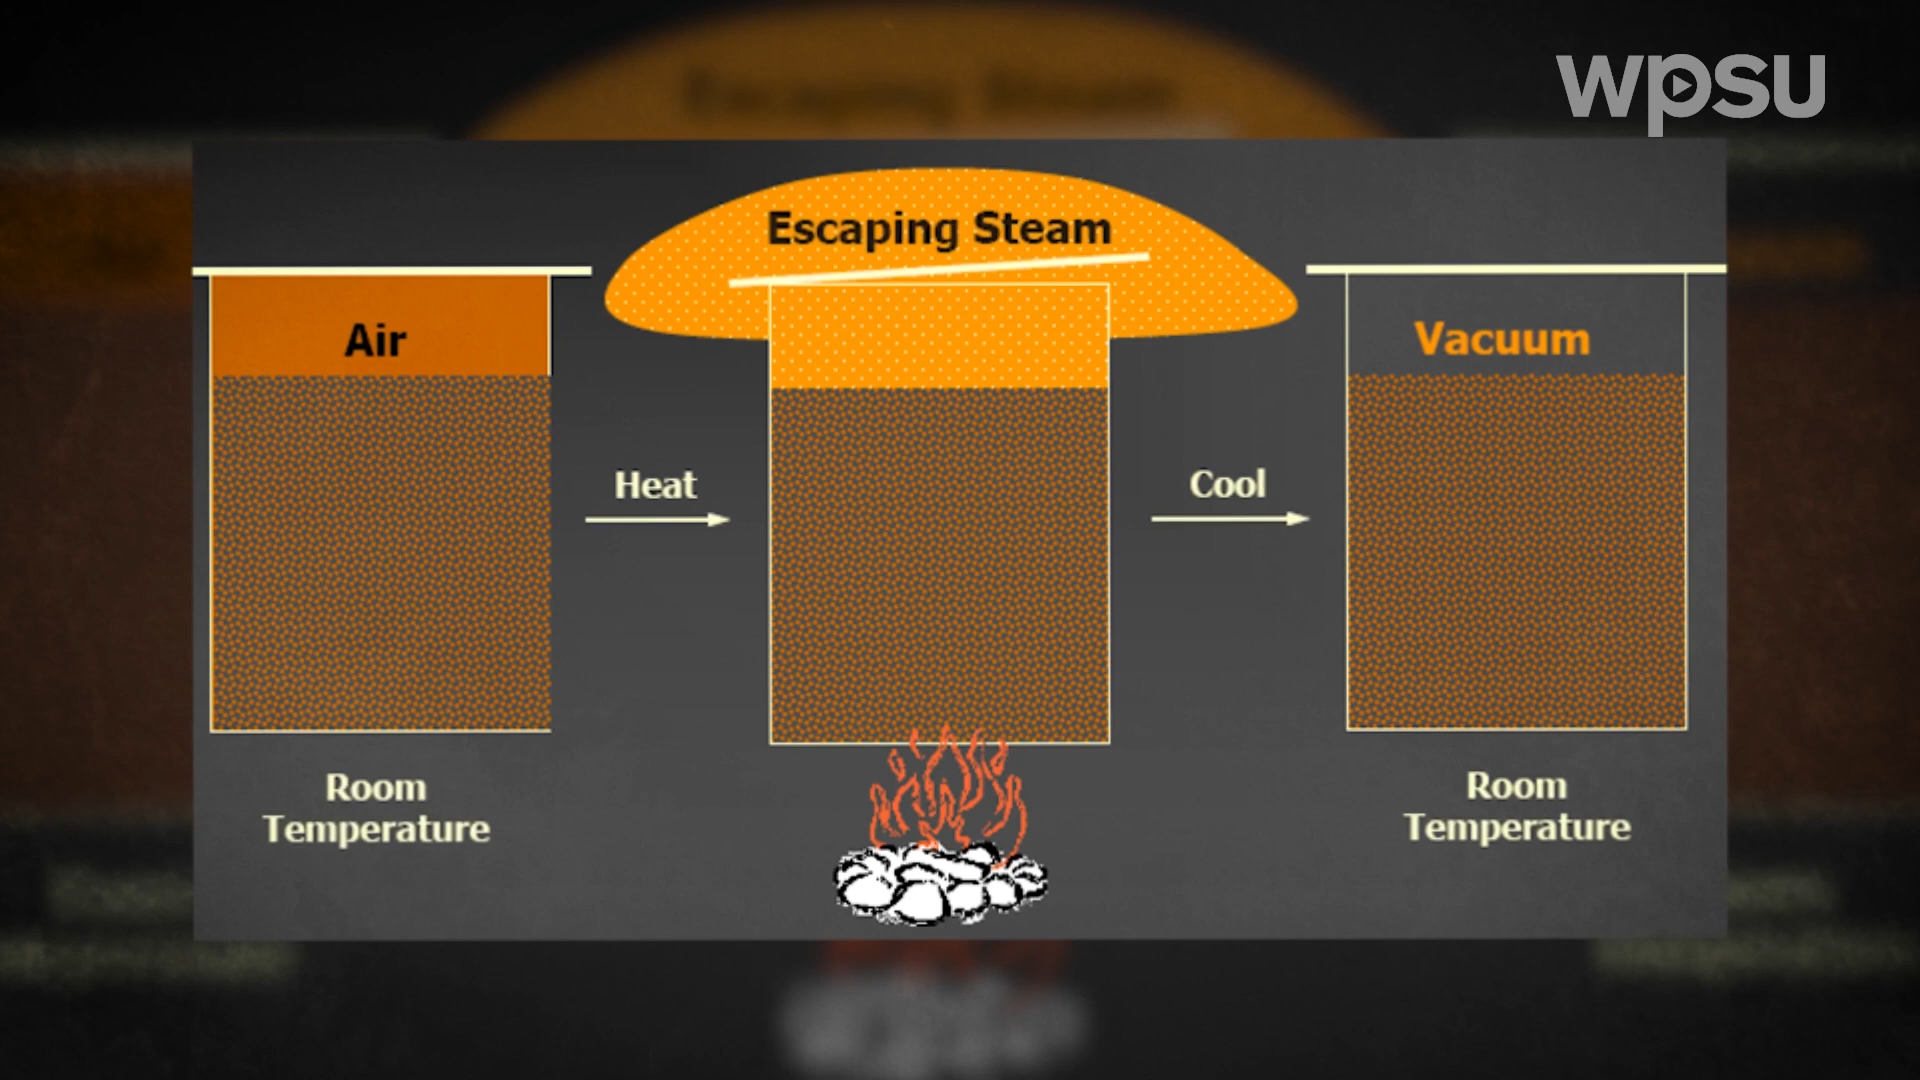 wpsu
Escaping Steam
Air
Vacuum
Heat
Cool
Room
Temperature
Room
Temperature